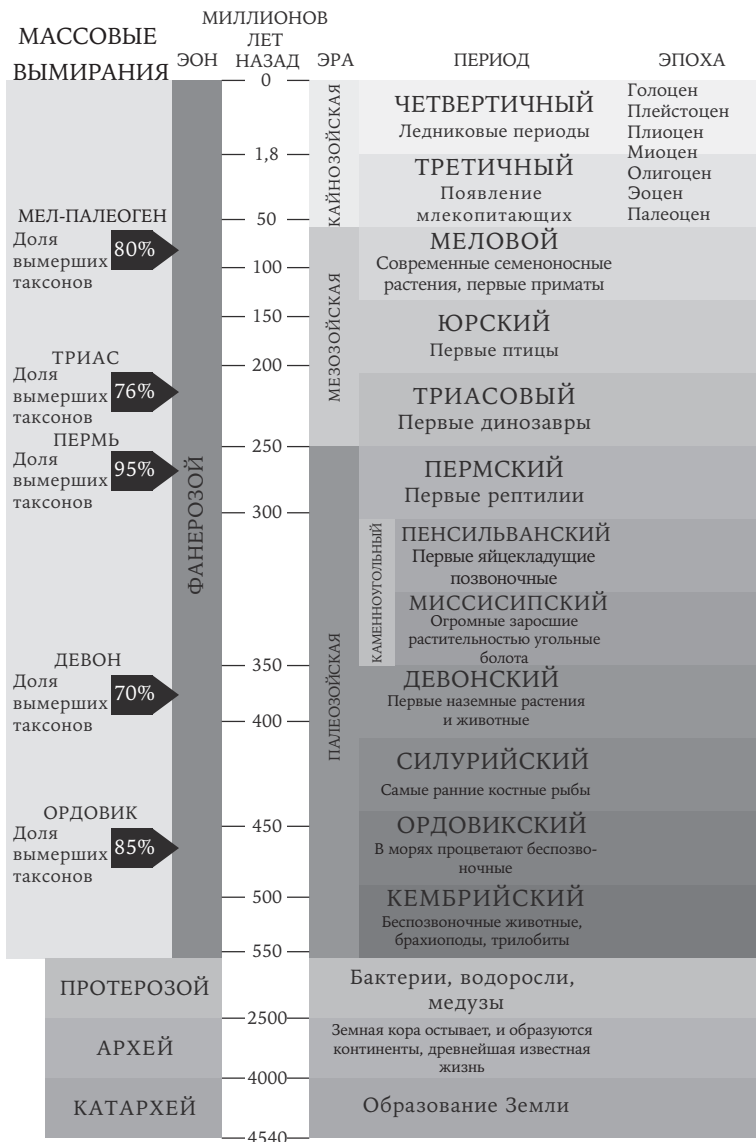 МАССОВЫЕ
ВЫМИРАНИЯ
ЭОН
МИЛЛИОНОВ
ЛЕТ
НАЗАД
ЭРА
ПЕРИОД
ЭПОХА
0
1,8
50
100
150
200
250
300
350
400
450
500
550
2500
4000
4540
МЕЛ-ПАЛЕОГЕН
Доля
вымерших
таксонов
80%
ТРИАС
Доля
вымерших
таксонов
76%
ПЕРМЬ
Доля
вымерших
таксонов
95%
ДЕВОН
Доля
вымерших
таксонов
70%
ОРДОВИК
Доля
вымерших
таксонов
85%
ФАНЕРОЗОЙ
КАЙНОЗОЙСКАЯ
МЕЗОЗОЙСКАЯ
ПАЛЕОЗОЙСКАЯ
ЧЕТВЕРТИЧНЫЙ
Ледниковые периоды
ТРЕТИЧНЫЙ
Появление
млекопитающих
Голоцен
Плейстоцен
Плиоцен
Миоцен
Олигоцен
Эоцен
Палеоцен
МЕЛОВОЙ
Современные семеноносные
растения, первые приматы
ЮРСКИЙ
Первые птицы
ТРИАСОВЫЙ
Первые динозавры
ПЕРМСКИЙ
Первые рептилии
КАМЕННОУГОЛЬНЫЙ
ПЕНСИЛЬВАНСКИЙ
Первые яйцекладущие
позвоночные
МИССИСИПСКИЙ
Огромные заросшие
растительностью угольные
болота
ДЕВОНСКИЙ
Первые наземные растения
и животные
СИЛУРИЙСКИЙ
Самые ранние костные рыбы
ОРДОВИКСКИЙ
В морях процветают беспозво-
ночные
КЕМБРИЙСКИЙ
Беспозвоночные животные,
брахиоподы, трилобиты
ПРОТЕРОЗОЙ
Бактерии, водоросли,
медузы
АРХЕЙ
Земная кора остывает, и образуются
континенты, древнейшая известная
жизнь
КАТАРХЕЙ
Образование Земли